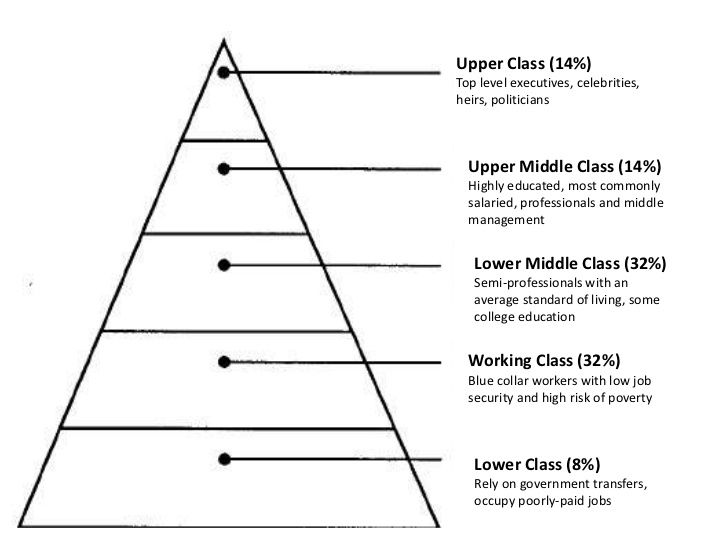 Upper Class (14%)
Top level executives, celebrities,
heirs, politicians
Upper Middle Class (14%)
Highly educated, most commonly
salaried, professionals and middle
management
Lower Middle Class (32%)
Semi-professionals with an
average standard of living, some
college education
Working Class (32%)
Blue collar workers with low job
security and high risk of poverty
Lower Class (8%)
Rely on government transfers,
occupy poorly-paid jobs